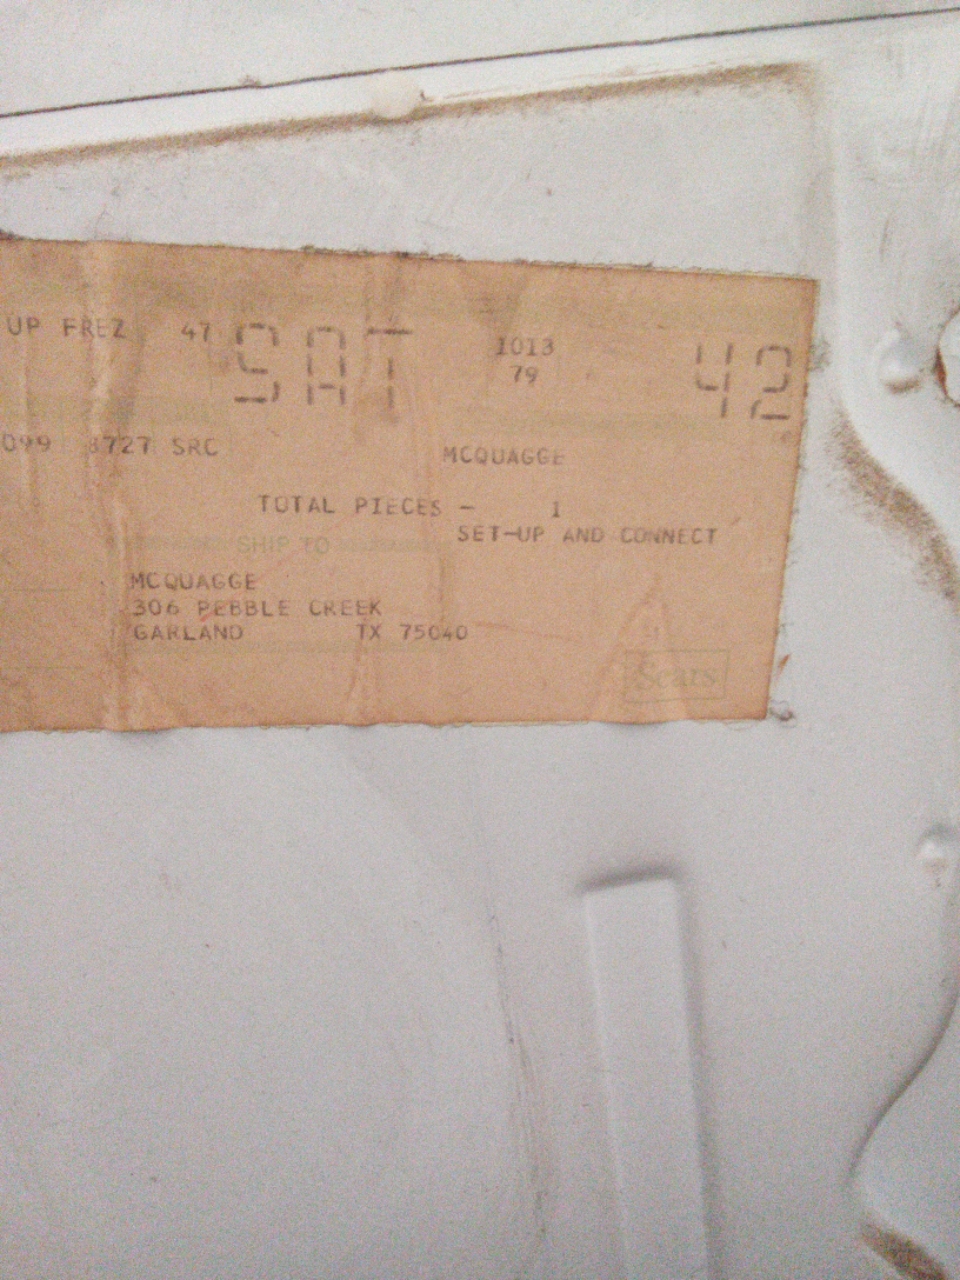 UP FREZ 47 SAT 1013 42
79
099 8727 SRC MCQUAGGE
TOTAL PIECES - 1
SET-UP AND CONNECT
SHIP TO
MCQUAGGE
306 PEBBLE CREEK
GARLAND TX 75040
Sears